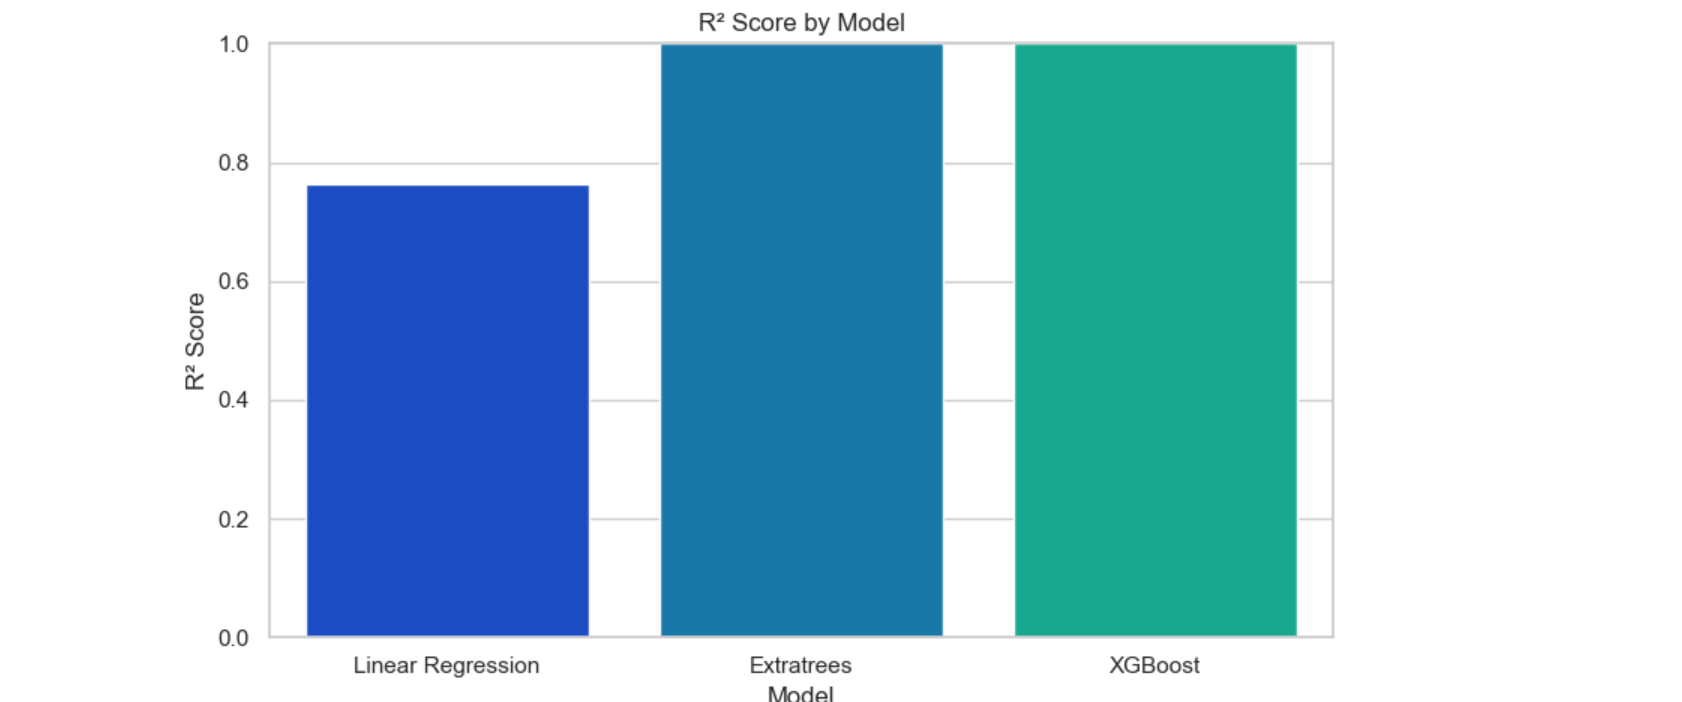 R² Score by Model
1.0
0.8
0.6
0.4
0.2
0.0
R² Score
Linear Regression
Extratrees
XGBoost
Model